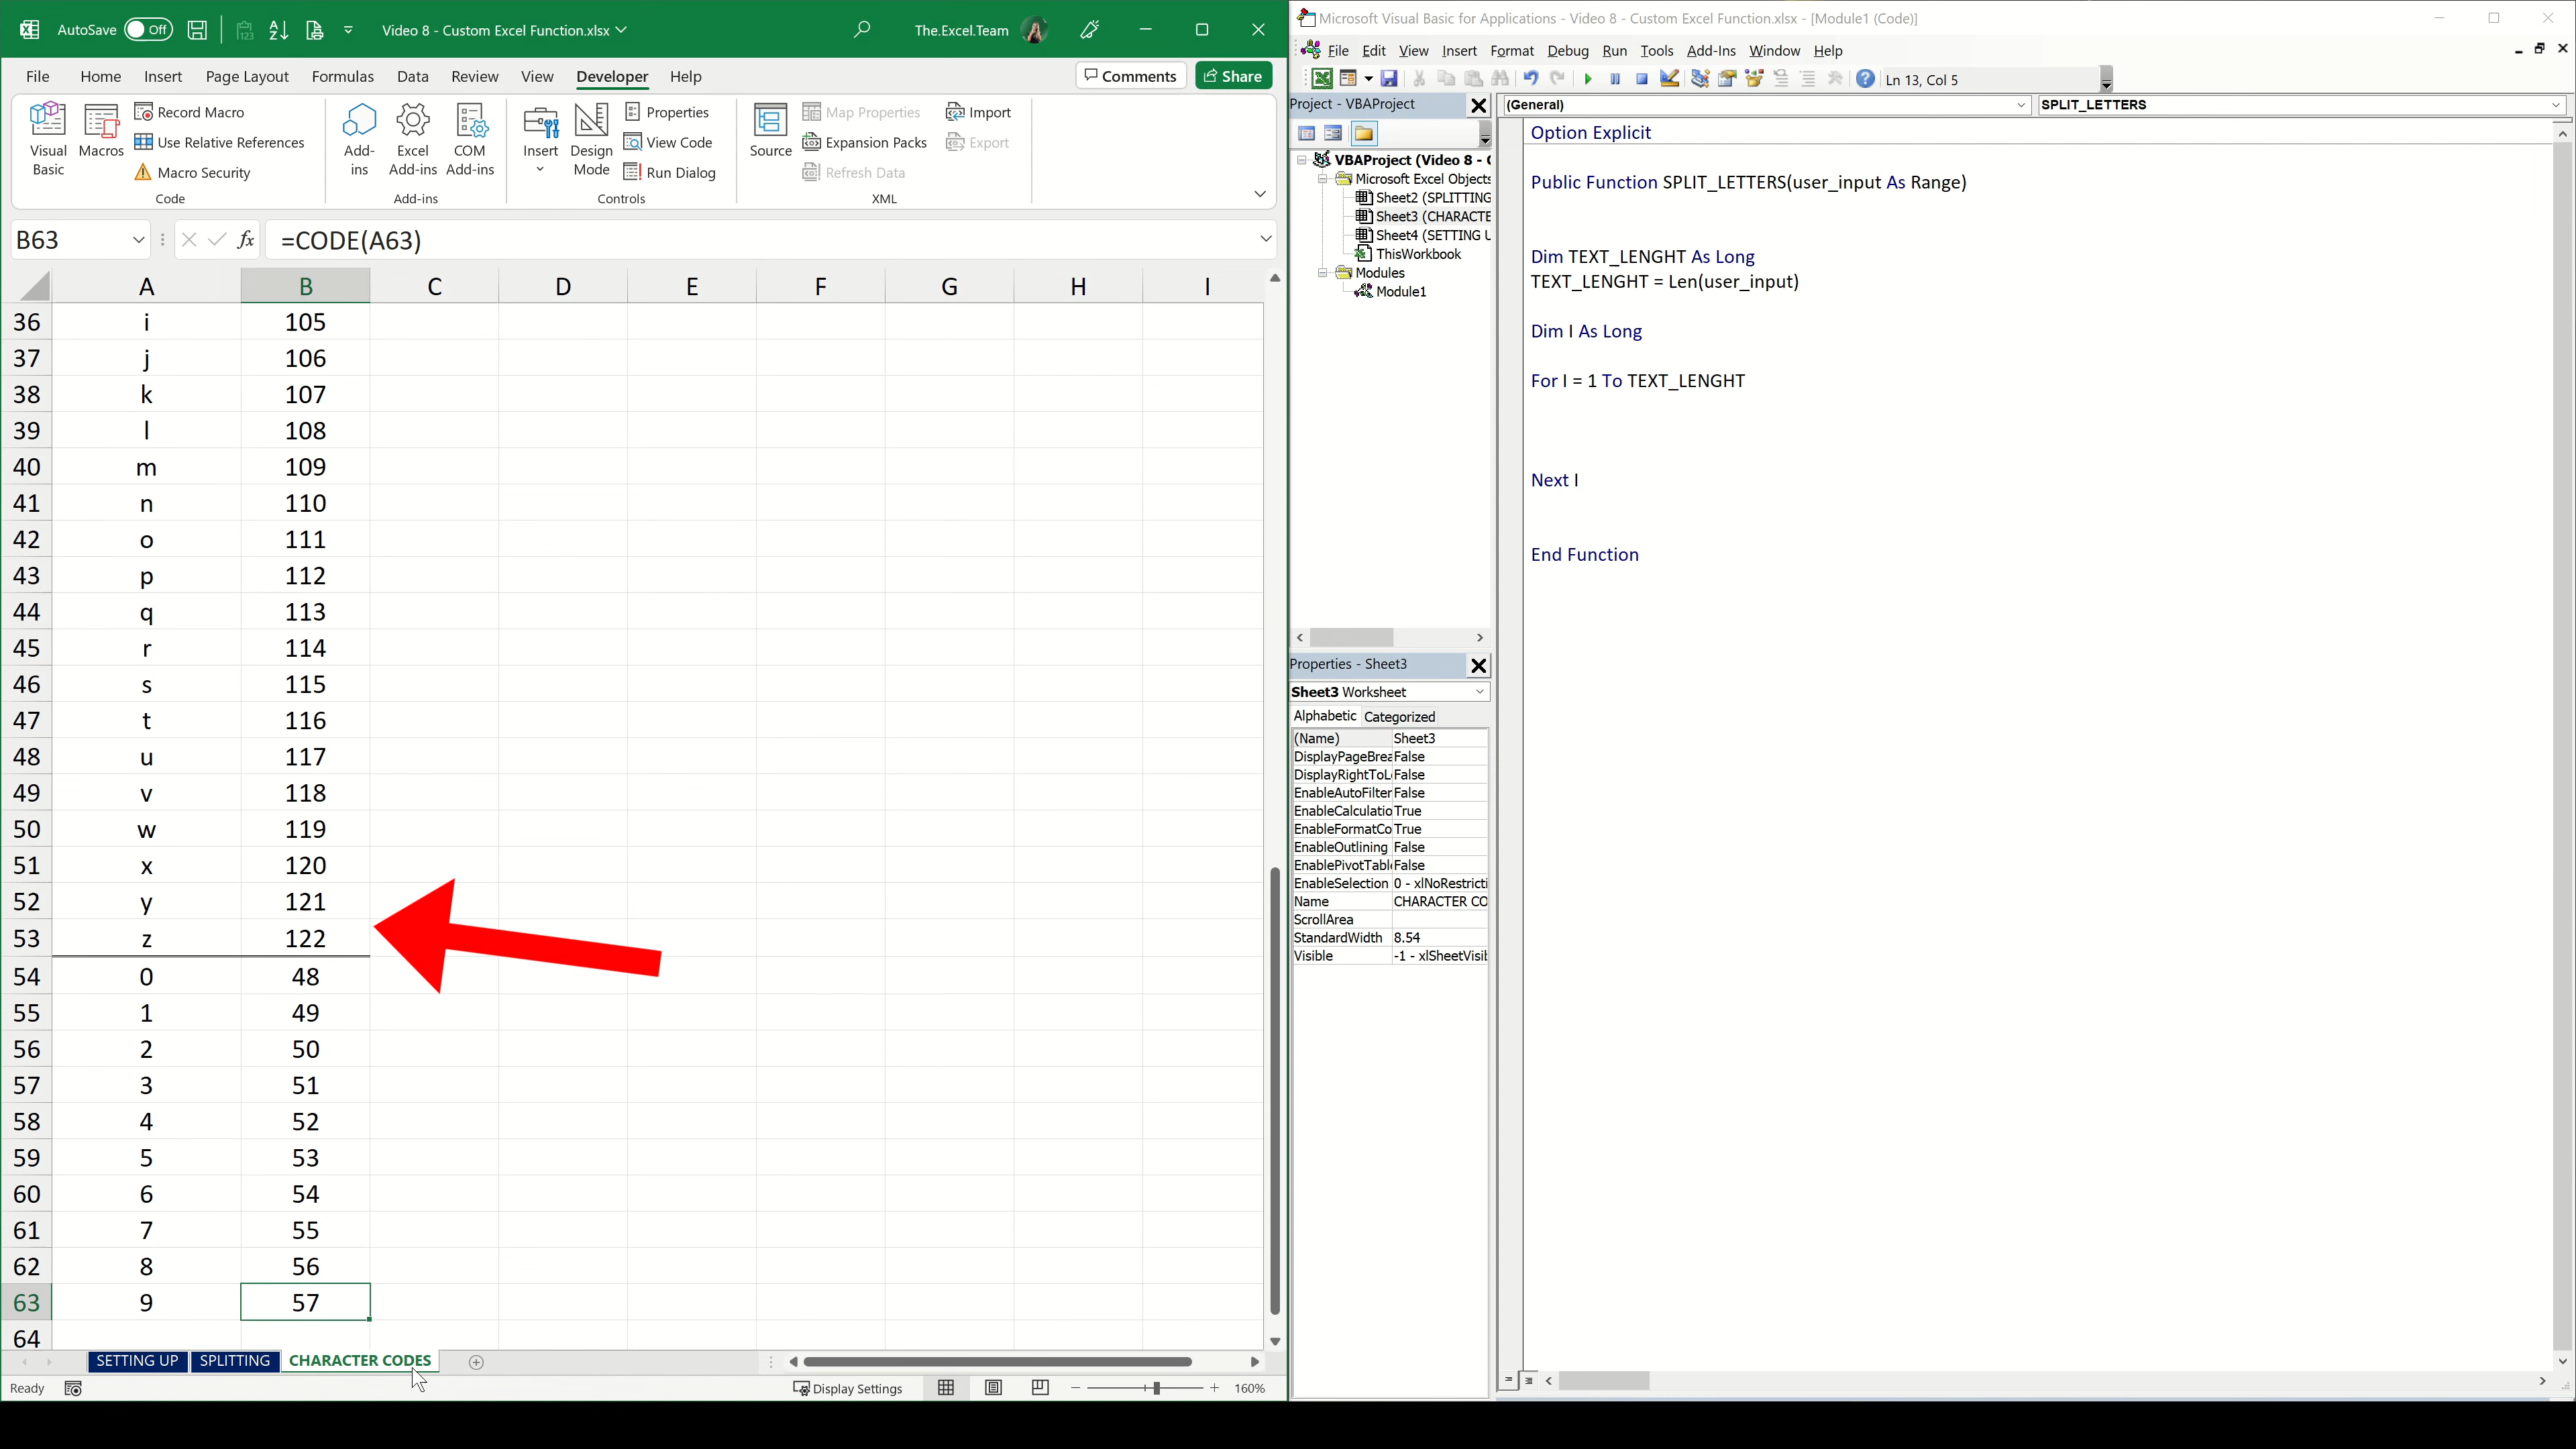 AutoSave Off Video 8 - Custom Excel Function.xlsx The.Excel.Team
File Home Insert Page Layout Formulas Data Review View Developer Help Comments Share
Visual Basic
Macros
Record Macro
Use Relative References
Macro Security
Code
Add-ins
Excel Add-ins
COM Add-ins
Add-ins
Insert
Design Mode
Properties
View Code
Run Dialog
Controls
Source
Map Properties
Expansion Packs
Refresh Data
Import
Export
XML
B63 fx =CODE(A63)
A B C D E F G H I
36 i 105
37 j 106
38 k 107
39 l 108
40 m 109
41 n 110
42 o 111
43 p 112
44 q 113
45 r 114
46 s 115
47 t 116
48 u 117
49 v 118
50 w 119
51 x 120
52 y 121
53 z 122
54 0 48
55 1 49
56 2 50
57 3 51
58 4 52
59 5 53
60 6 54
61 7 55
62 8 56
63 9 57
64
SETTING UP SPLITTING CHARACTER CODES
Ready Display Settings 160%
Microsoft Visual Basic for Applications - Video 8 - Custom Excel Function.xlsx - [Module1 (Code)]
File Edit View Insert Format Debug Run Tools Add-Ins Window Help
Ln 13, Col 5
Project - VBAProject
VBAProject (Video 8 - C
Microsoft Excel Objects
Sheet2 (SPLITTING
Sheet3 (CHARACTE
Sheet4 (SETTING U
ThisWorkbook
Modules
Module1
Properties - Sheet3
Sheet3 Worksheet
Alphabetic Categorized
(Name) Sheet3
DisplayPageBrea False
DisplayRightToL False
EnableAutoFilter False
EnableCalculatio True
EnableFormatCo True
EnableOutlining False
EnablePivotTabl False
EnableSelection 0 - xlNoRestricti
Name CHARACTER CO
ScrollArea
StandardWidth 8.54
Visible -1 - xlSheetVisib
(General) SPLIT_LETTERS
Option Explicit
Public Function SPLIT_LETTERS(user_input As Range)
Dim TEXT_LENGHT As Long
TEXT_LENGHT = Len(user_input)
Dim I As Long
For I = 1 To TEXT_LENGHT
Next I
End Function